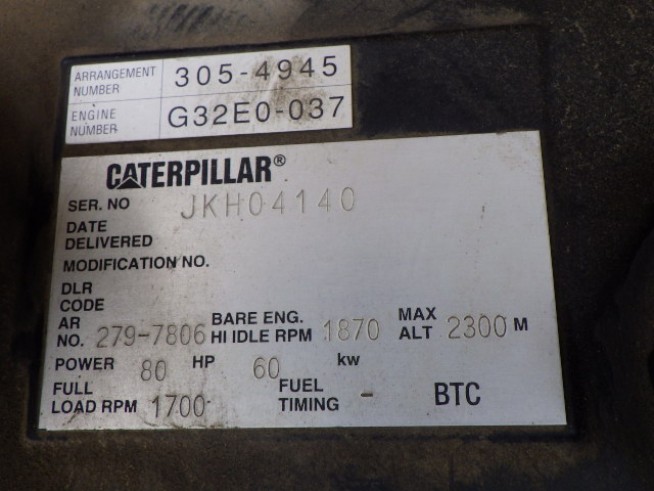 ARRANGEMENT NUMBER 305-4945
ENGINE NUMBER G32E0-037
CATERPILLAR®
SER. NO JKH04140
DATE
DELIVERED
MODIFICATION NO.
DLR
CODE
AR NO. 279-7806 BARE ENG. HI IDLE RPM 1870 MAX ALT 2300 M
POWER 80 HP 60 kw
FULL LOAD RPM 1700 FUEL TIMING - BTC